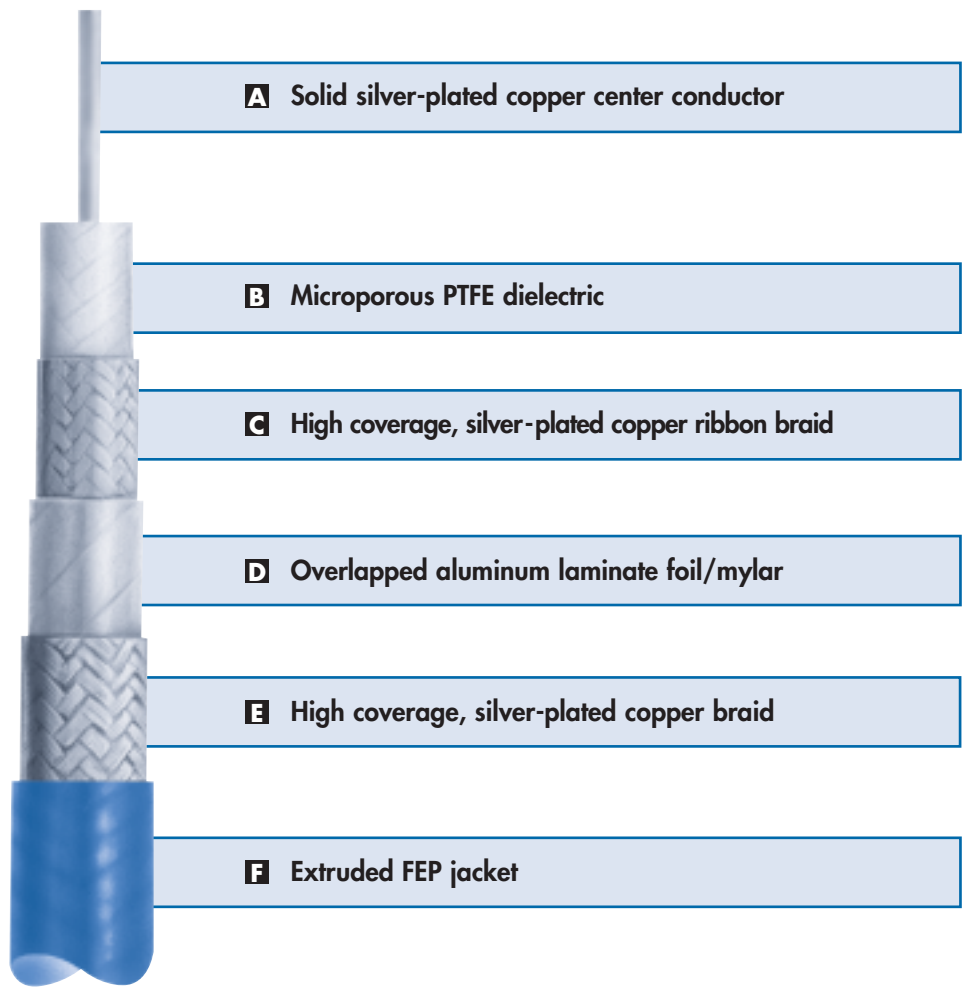 A Solid silver-plated copper center conductor
B Microporous PTFE dielectric
C High coverage, silver-plated copper ribbon braid
D Overlapped aluminum laminate foil/mylar
E High coverage, silver-plated copper braid
F Extruded FEP jacket